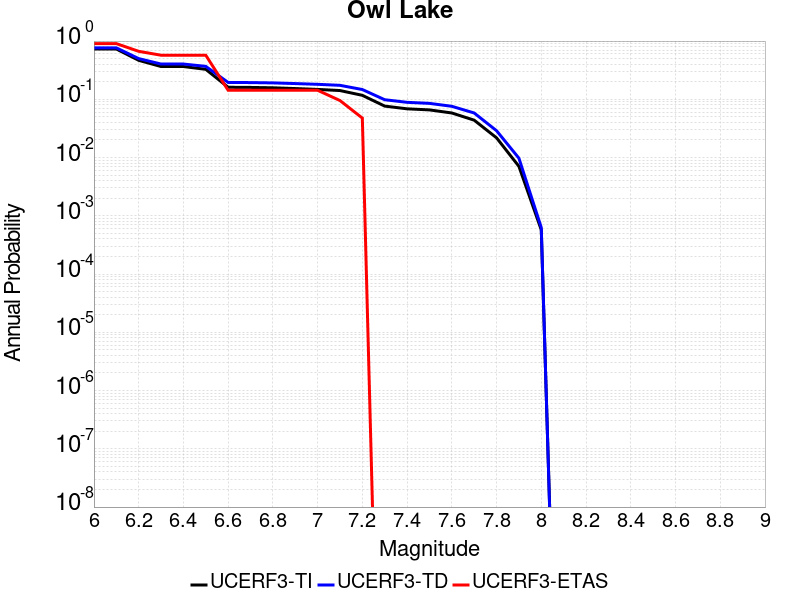 Owl Lake
10^0
10^-1
10^-2
10^-3
10^-4
10^-5
10^-6
10^-7
10^-8
Annual Probability
6 6.2 6.4 6.6 6.8 7 7.2 7.4 7.6 7.8 8 8.2 8.4 8.6 8.8 9
Magnitude
UCERF3-TI UCERF3-TD UCERF3-ETAS